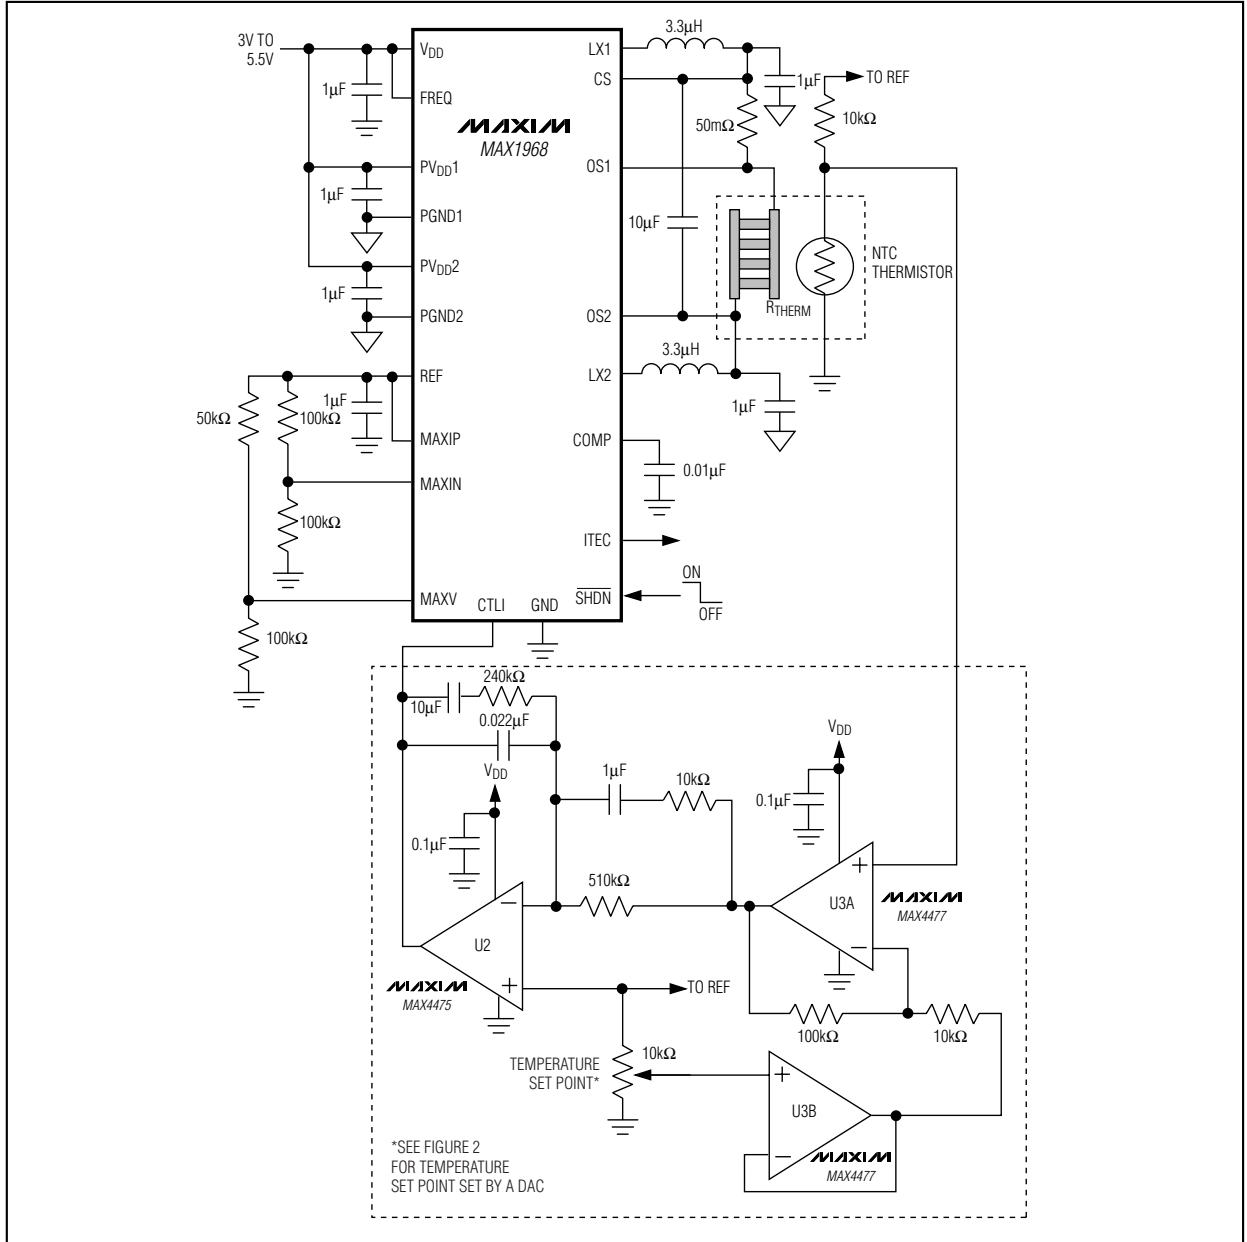 3V TO
5.5V
VDD
1µF
FREQ
MAXIM
MAX1968
PVDD1
1µF
PGND1
PVDD2
1µF
PGND2
REF
1µF
50kΩ
100kΩ
MAXIP
MAXIN
100kΩ
MAXV
100kΩ
CTLI
GND
LX1
3.3µH
CS
1µF
TO REF
50mΩ
10kΩ
OS1
10µF
NTC
THERMISTOR
RTHERM
OS2
3.3µH
LX2
1µF
COMP
0.01µF
ITEC
ON
SHDN
OFF
240kΩ
10µF
0.022µF
VDD
0.1µF
1µF
10kΩ
VDD
0.1µF
510kΩ
+
U3A
−
MAXIM
MAX4477
−
U2
+
MAXIM
MAX4475
TO REF
100kΩ
10kΩ
10kΩ
TEMPERATURE
SET POINT*
+
U3B
−
MAXIM
MAX4477
*SEE FIGURE 2
FOR TEMPERATURE
SET POINT SET BY A DAC